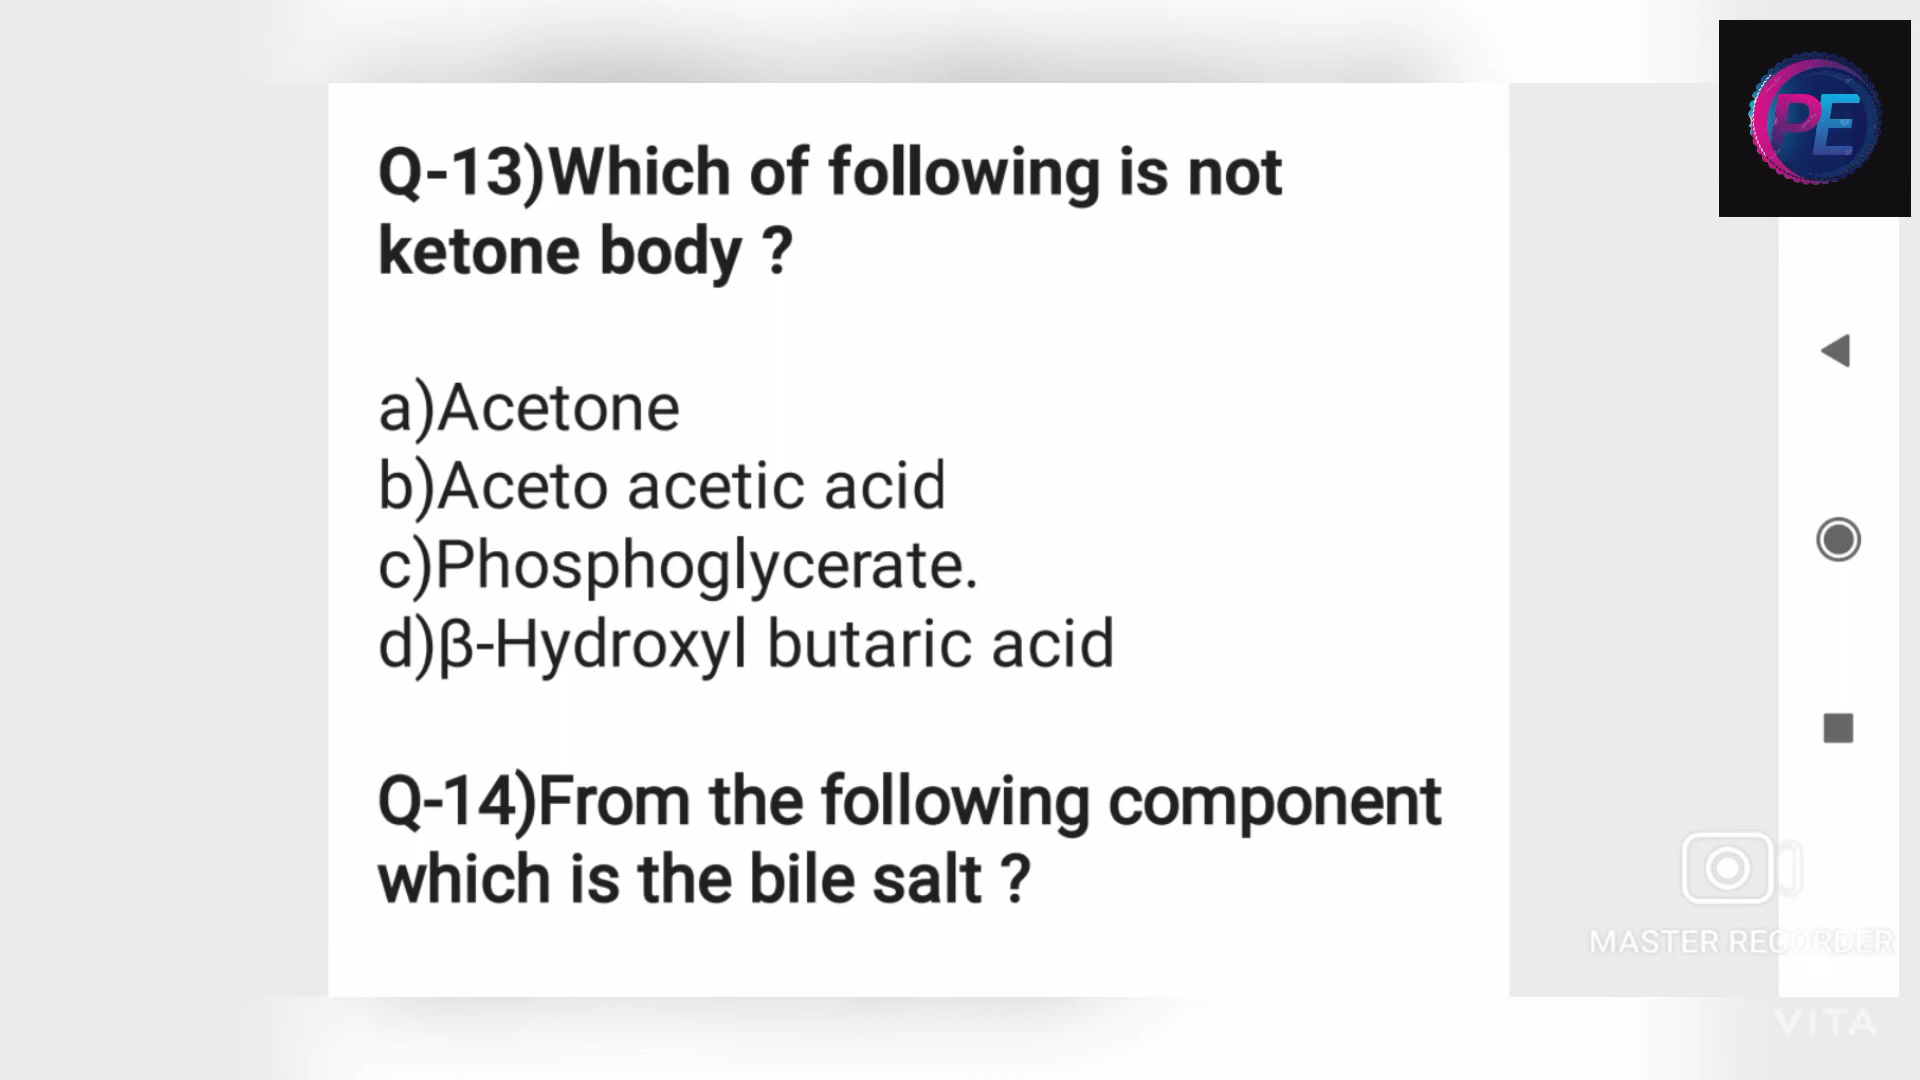 PE
Q-13)Which of following is not
ketone body ?
a)Acetone
b)Aceto acetic acid
c)Phosphoglycerate.
d)β-Hydroxyl butaric acid
Q-14)From the following component
which is the bile salt ?
MASTER RECORDER
VITA